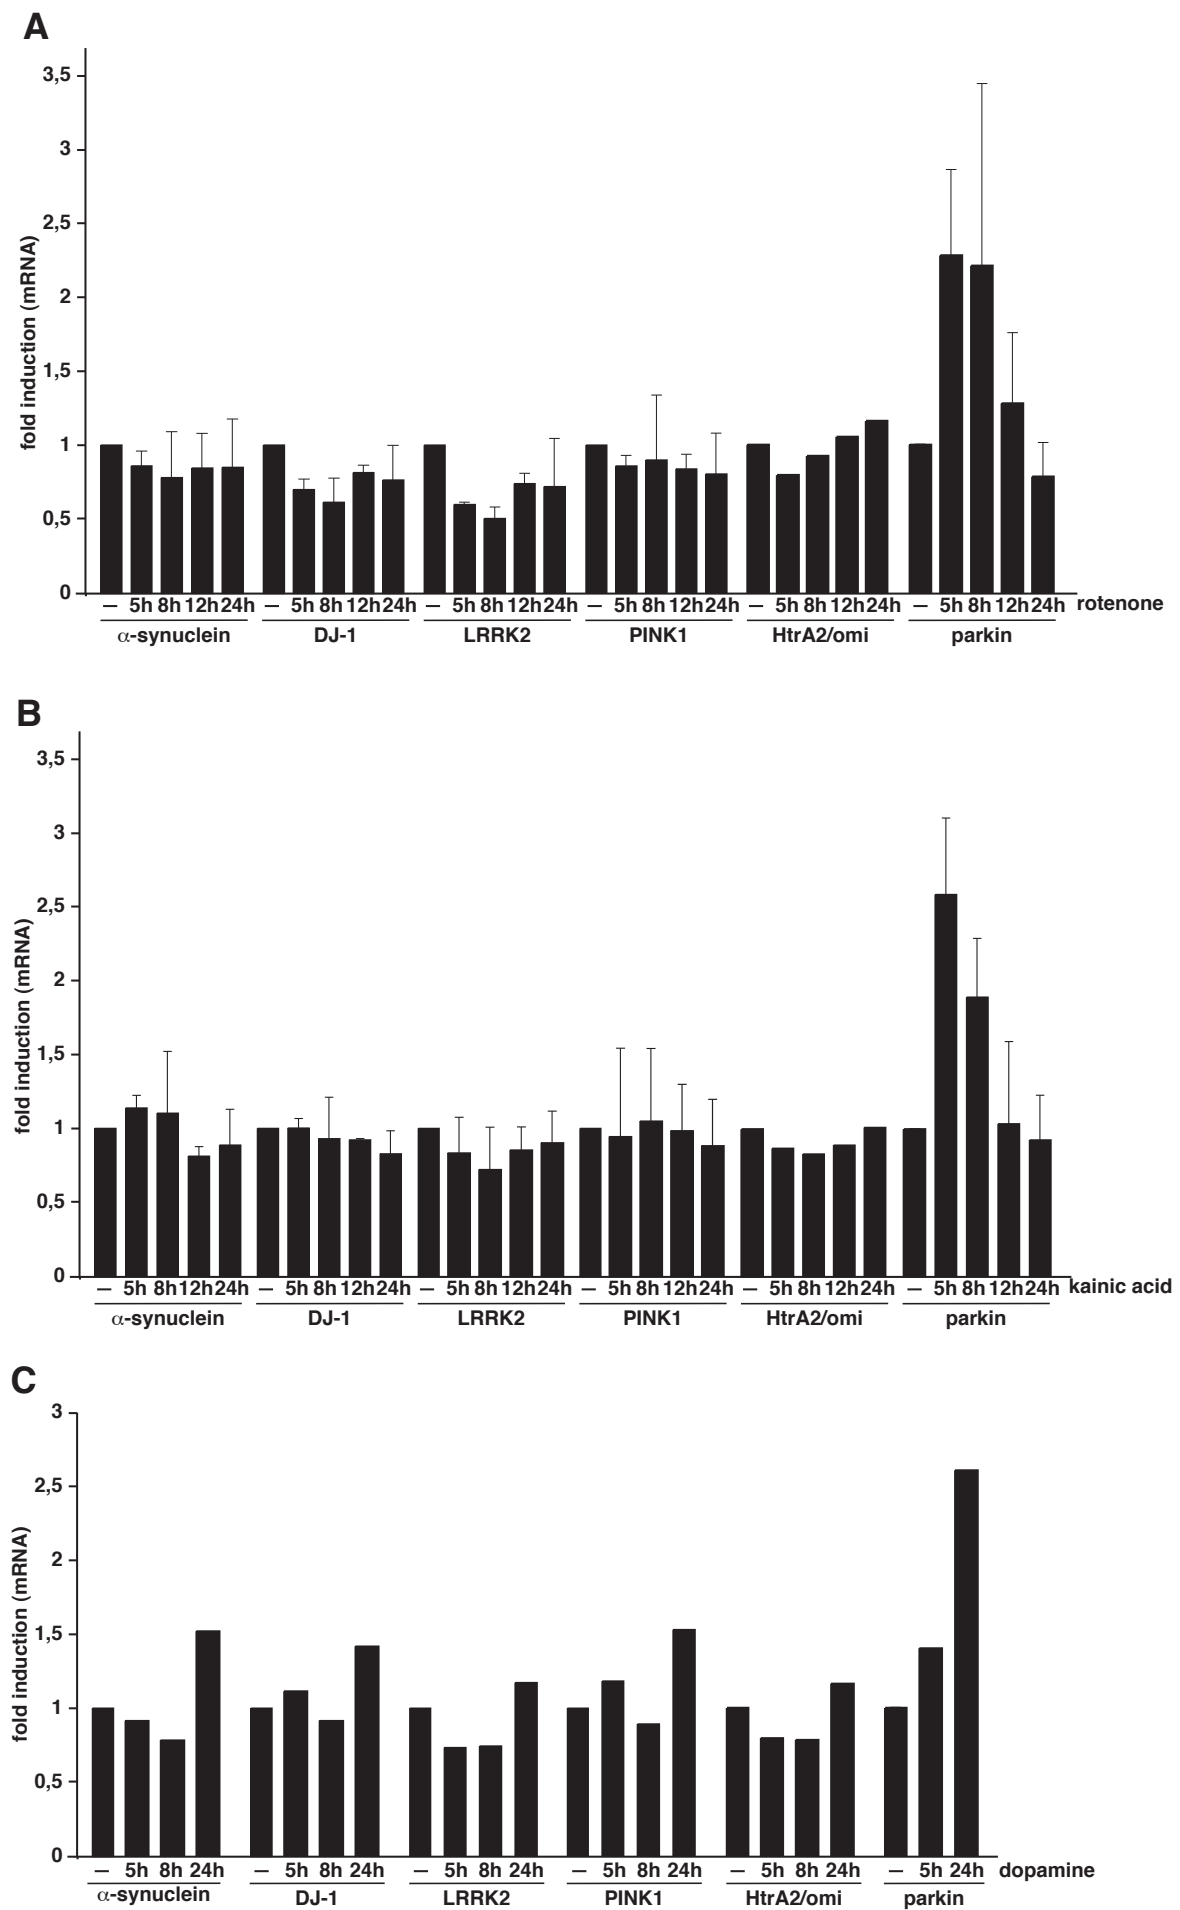 A
fold induction (mRNA)
3,5
3
2,5
2
1,5
1
0,5
0
– 5h 8h 12h 24h – 5h 8h 12h 24h – 5h 8h 12h 24h – 5h 8h 12h 24h – 5h 8h 12h 24h – 5h 8h 12h 24h rotenone
α-synuclein DJ-1 LRRK2 PINK1 HtrA2/omi parkin
B
fold induction (mRNA)
3,5
3
2,5
2
1,5
1
0,5
0
– 5h 8h 12h 24h – 5h 8h 12h 24h – 5h 8h 12h 24h – 5h 8h 12h 24h – 5h 8h 12h 24h – 5h 8h 12h 24h kainic acid
α-synuclein DJ-1 LRRK2 PINK1 HtrA2/omi parkin
C
fold induction (mRNA)
3
2,5
2
1,5
1
0,5
0
– 5h 8h 24h – 5h 8h 24h – 5h 8h 24h – 5h 8h 24h – 5h 8h 24h – 5h 24h dopamine
α-synuclein DJ-1 LRRK2 PINK1 HtrA2/omi parkin